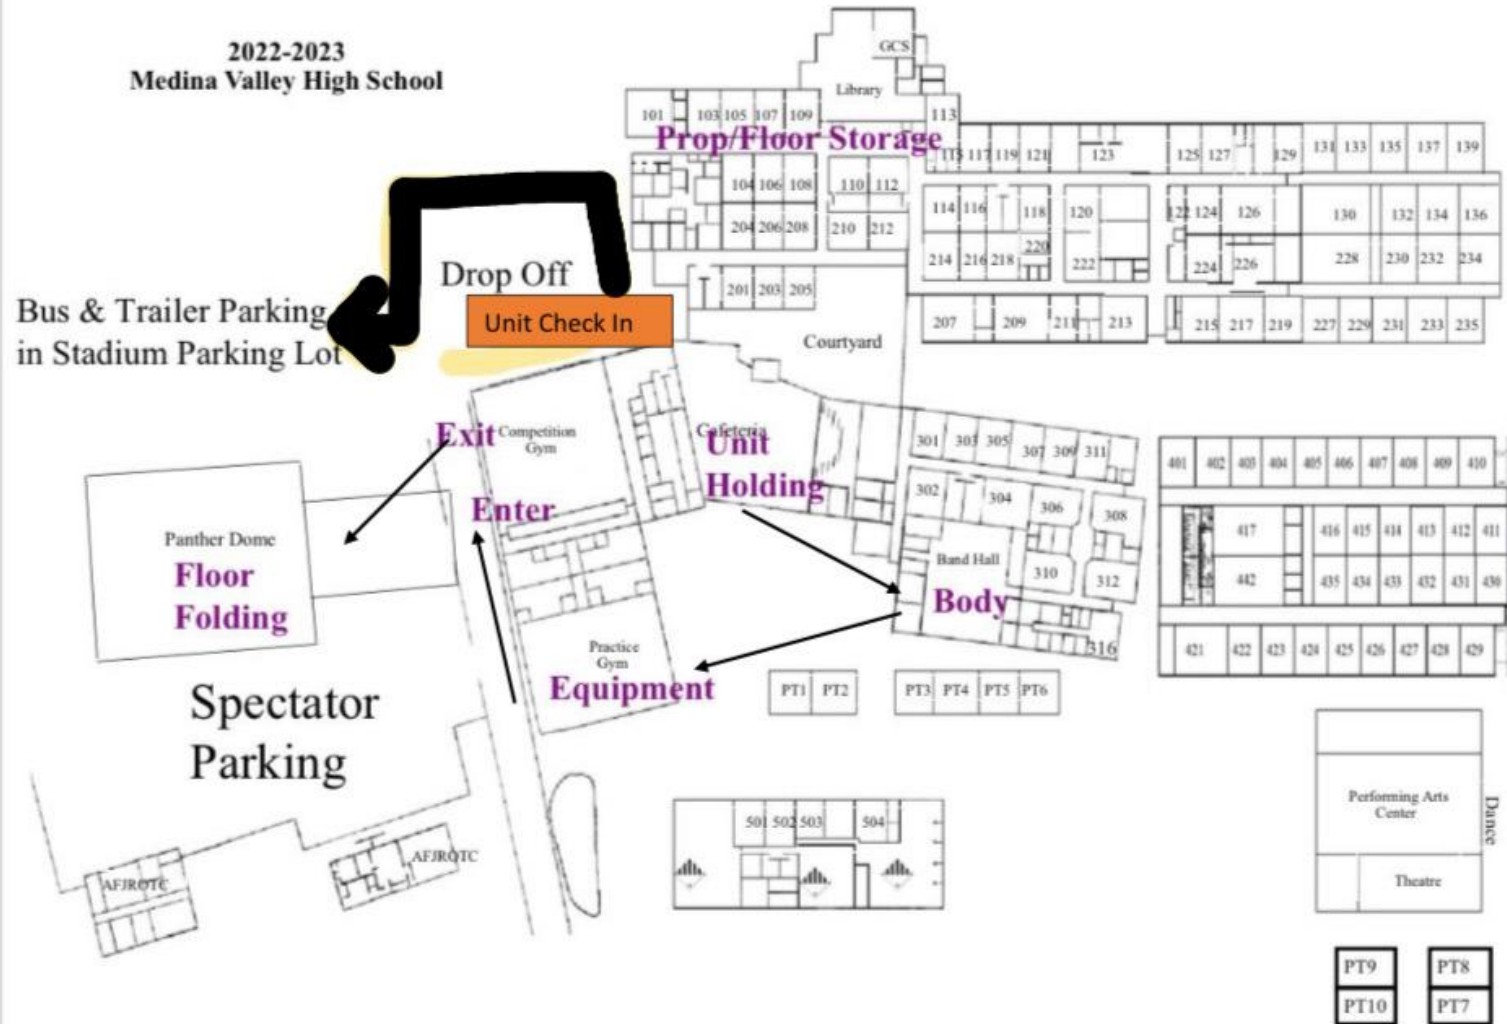 2022-2023
Medina Valley High School
GCS
Library
101 103 105 107 109
113
Prop/Floor Storage
115 117 119 121 123 125 127 129 131 133 135 137 139
104 106 108 110 112
114 116 118 120 122 124 126 130 132 134 136
204 206 208 210 212
214 216 218 220 222 224 226 228 230 232 234
Drop Off
201 203 205
Bus & Trailer Parking
in Stadium Parking Lot
Unit Check In
207 209 211 213 215 217 219 227 229 231 233 235
Courtyard
Exit
Competition
Gym
Cafeteria
Unit
Holding
301 303 305 307 309 311
401 402 403 404 405 406 407 408 409 410
Enter
302 304 306 308
Panther Dome
Floor
Folding
417 416 415 414 413 412 411
Band Hall
310 312
442 435 434 433 432 431 430
Body
316
421 422 423 424 425 426 427 428 429
Practice
Gym
Equipment
PT1 PT2 PT3 PT4 PT5 PT6
Spectator
Parking
501 502 503 504
Performing Arts
Center
Dance
Theatre
AFJROTC
AFJROTC
PT9 PT8
PT10 PT7